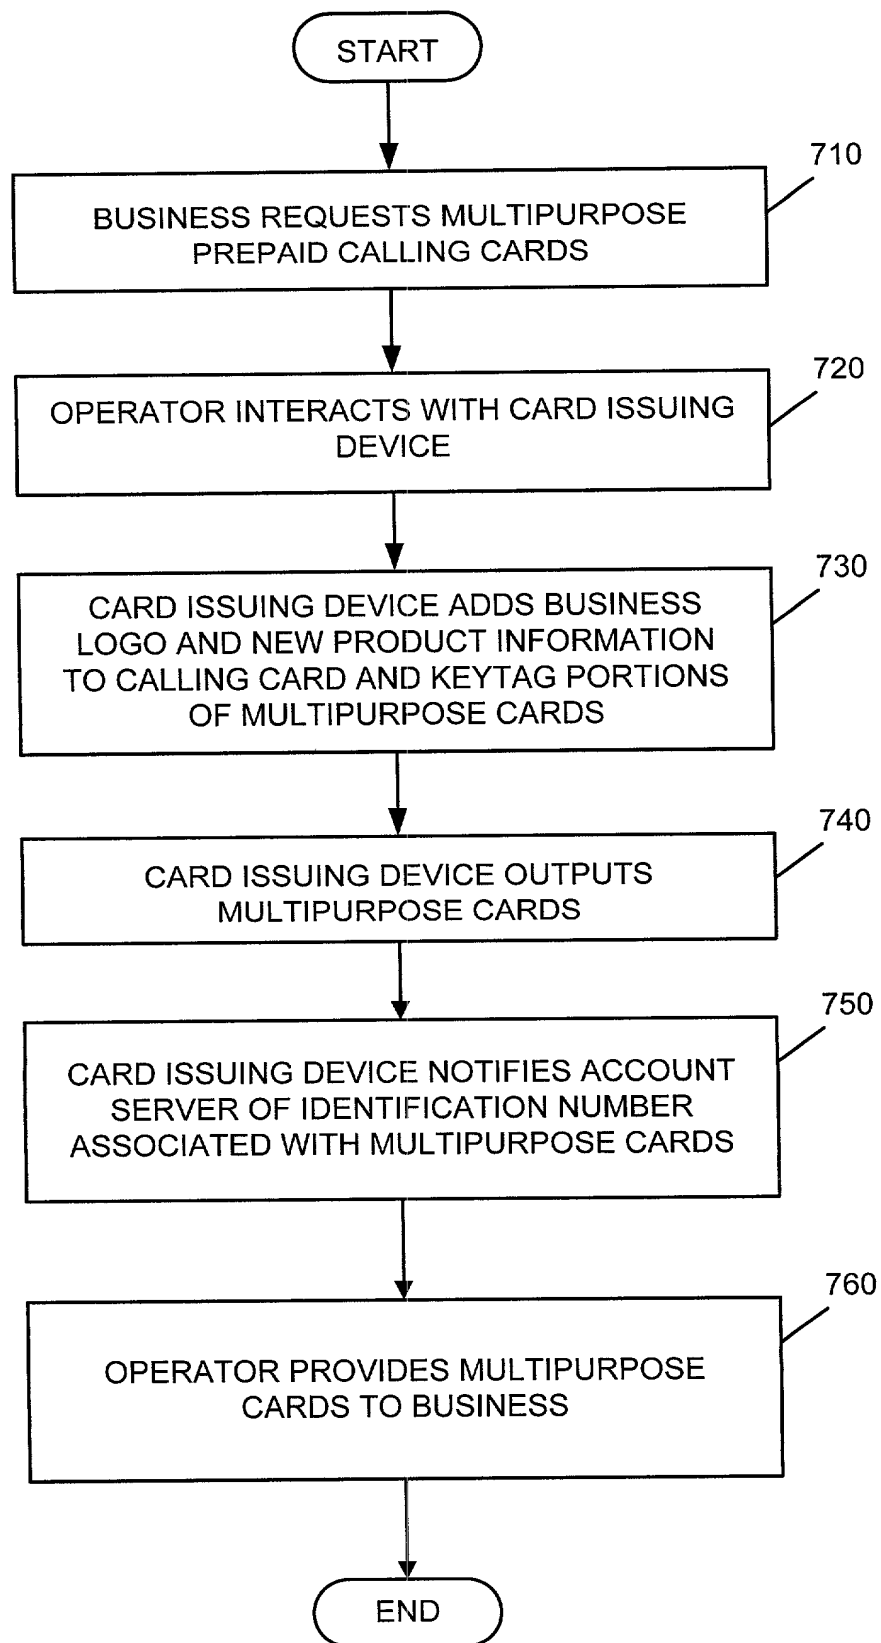 START
710
BUSINESS REQUESTS MULTIPURPOSE
PREPAID CALLING CARDS
720
OPERATOR INTERACTS WITH CARD ISSUING
DEVICE
730
CARD ISSUING DEVICE ADDS BUSINESS
LOGO AND NEW PRODUCT INFORMATION
TO CALLING CARD AND KEYTAG PORTIONS
OF MULTIPURPOSE CARDS
740
CARD ISSUING DEVICE OUTPUTS
MULTIPURPOSE CARDS
750
CARD ISSUING DEVICE NOTIFIES ACCOUNT
SERVER OF IDENTIFICATION NUMBER
ASSOCIATED WITH MULTIPURPOSE CARDS
760
OPERATOR PROVIDES MULTIPURPOSE
CARDS TO BUSINESS
END